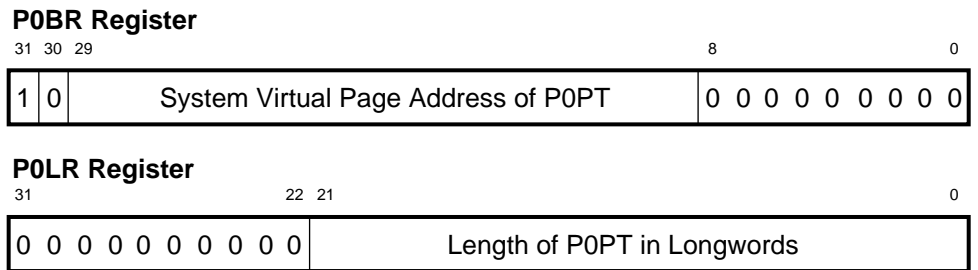 P0BR Register
31 30 29 8 0
1 0 System Virtual Page Address of P0PT 0 0 0 0 0 0 0 0 0
P0LR Register
31 22 21 0
0 0 0 0 0 0 0 0 0 0 Length of P0PT in Longwords